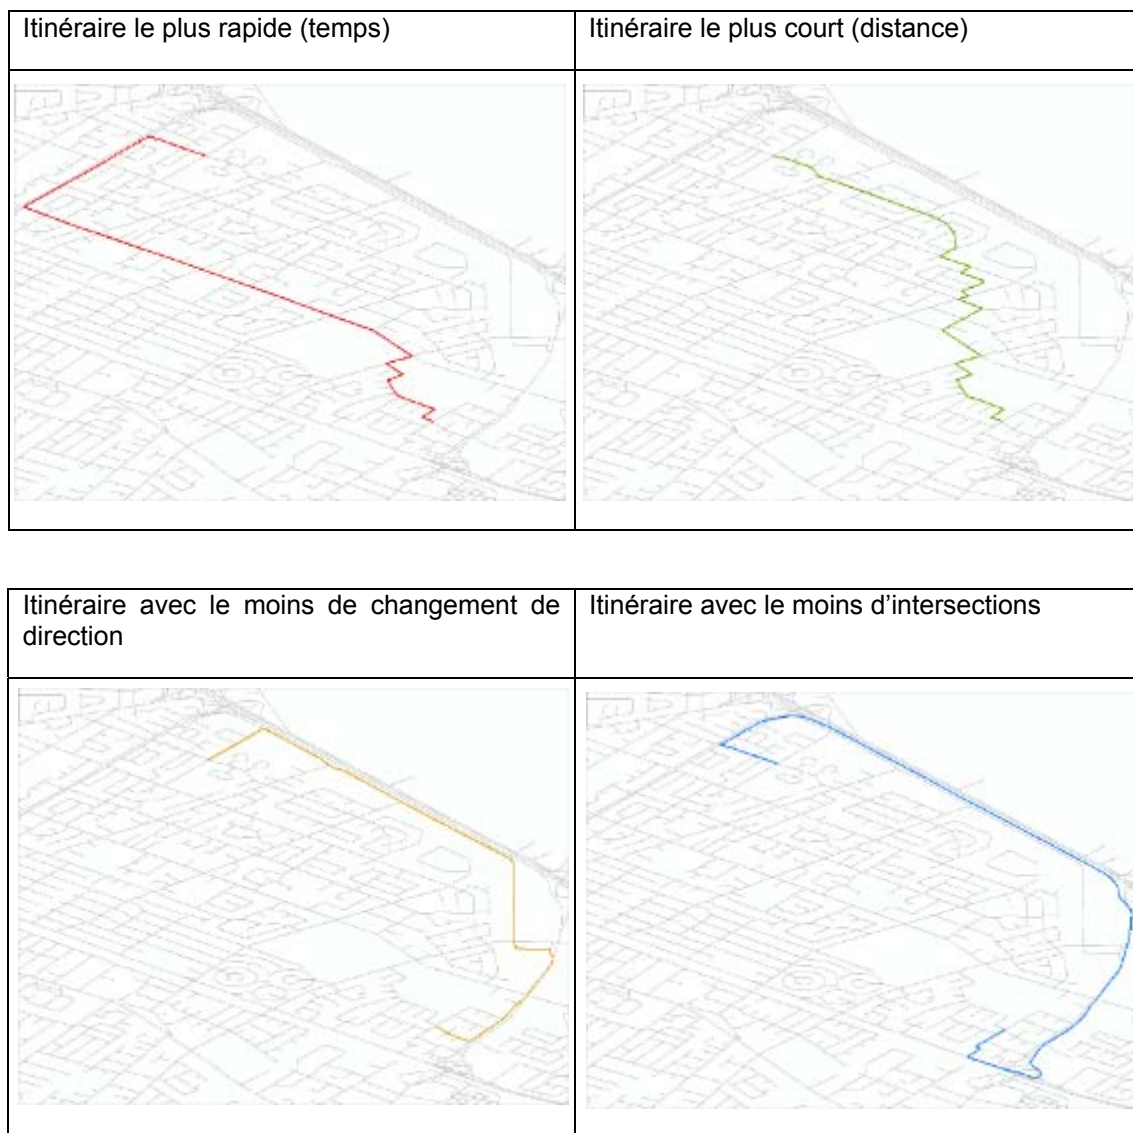 Itinéraire le plus rapide (temps)
Itinéraire le plus court (distance)
Itinéraire avec le moins de changement de
direction
Itinéraire avec le moins d'intersections